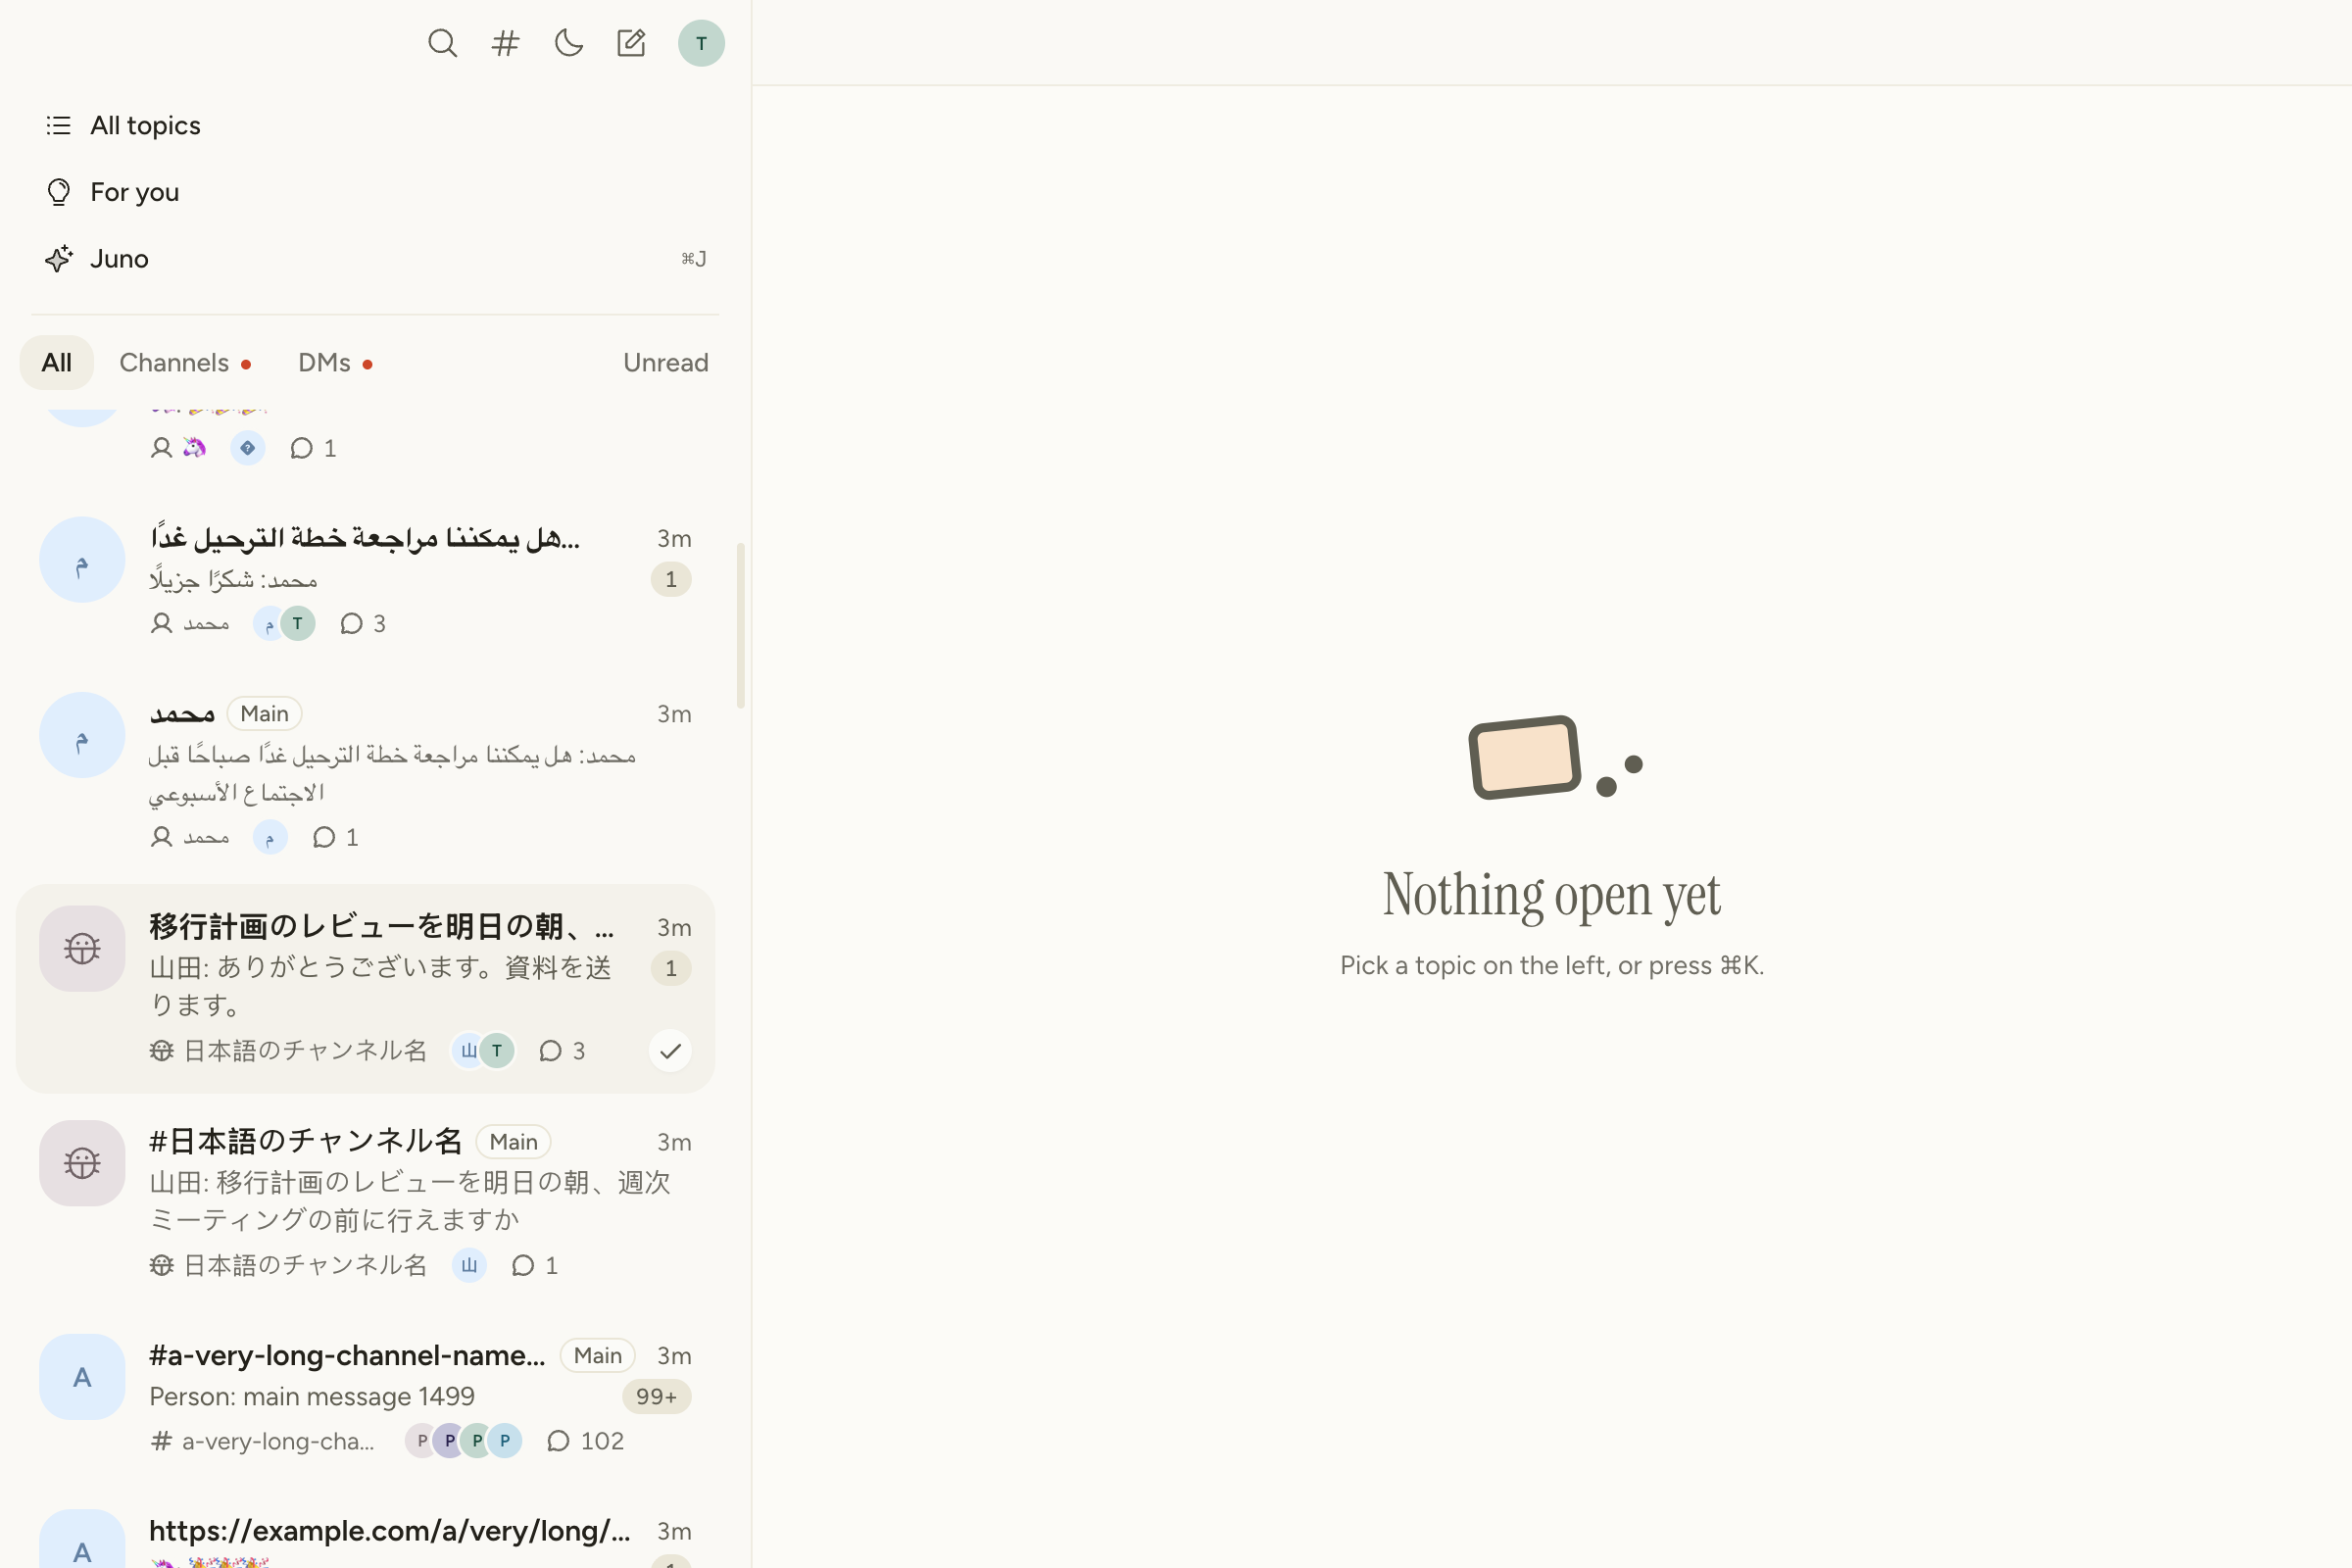 T
All topics
For you
Juno ⌘J
All Channels DMs Unread
🦄 1
هل يمكننا مراجعة خطة الترحيل غدًا... 3m
م
محمد: شكرًا جزيلًا 1
محمد م T 3
محمد Main 3m
م
محمد: هل يمكننا مراجعة خطة الترحيل غدًا صباحًا قبل
الاجتماع الأسبوعي
محمد م 1
移行計画のレビューを明日の朝、... 3m
山田: ありがとうございます。資料を送 1
ります。
日本語のチャンネル名 山 T 3
#日本語のチャンネル名 Main 3m
山田: 移行計画のレビューを明日の朝、週次
ミーティングの前に行えますか
日本語のチャンネル名 山 1
#a-very-long-channel-name... Main 3m
A
Person: main message 1499 99+
# a-very-long-cha... P P P P 102
https://example.com/a/very/long/... 3m
A
Nothing open yet
Pick a topic on the left, or press ⌘K.